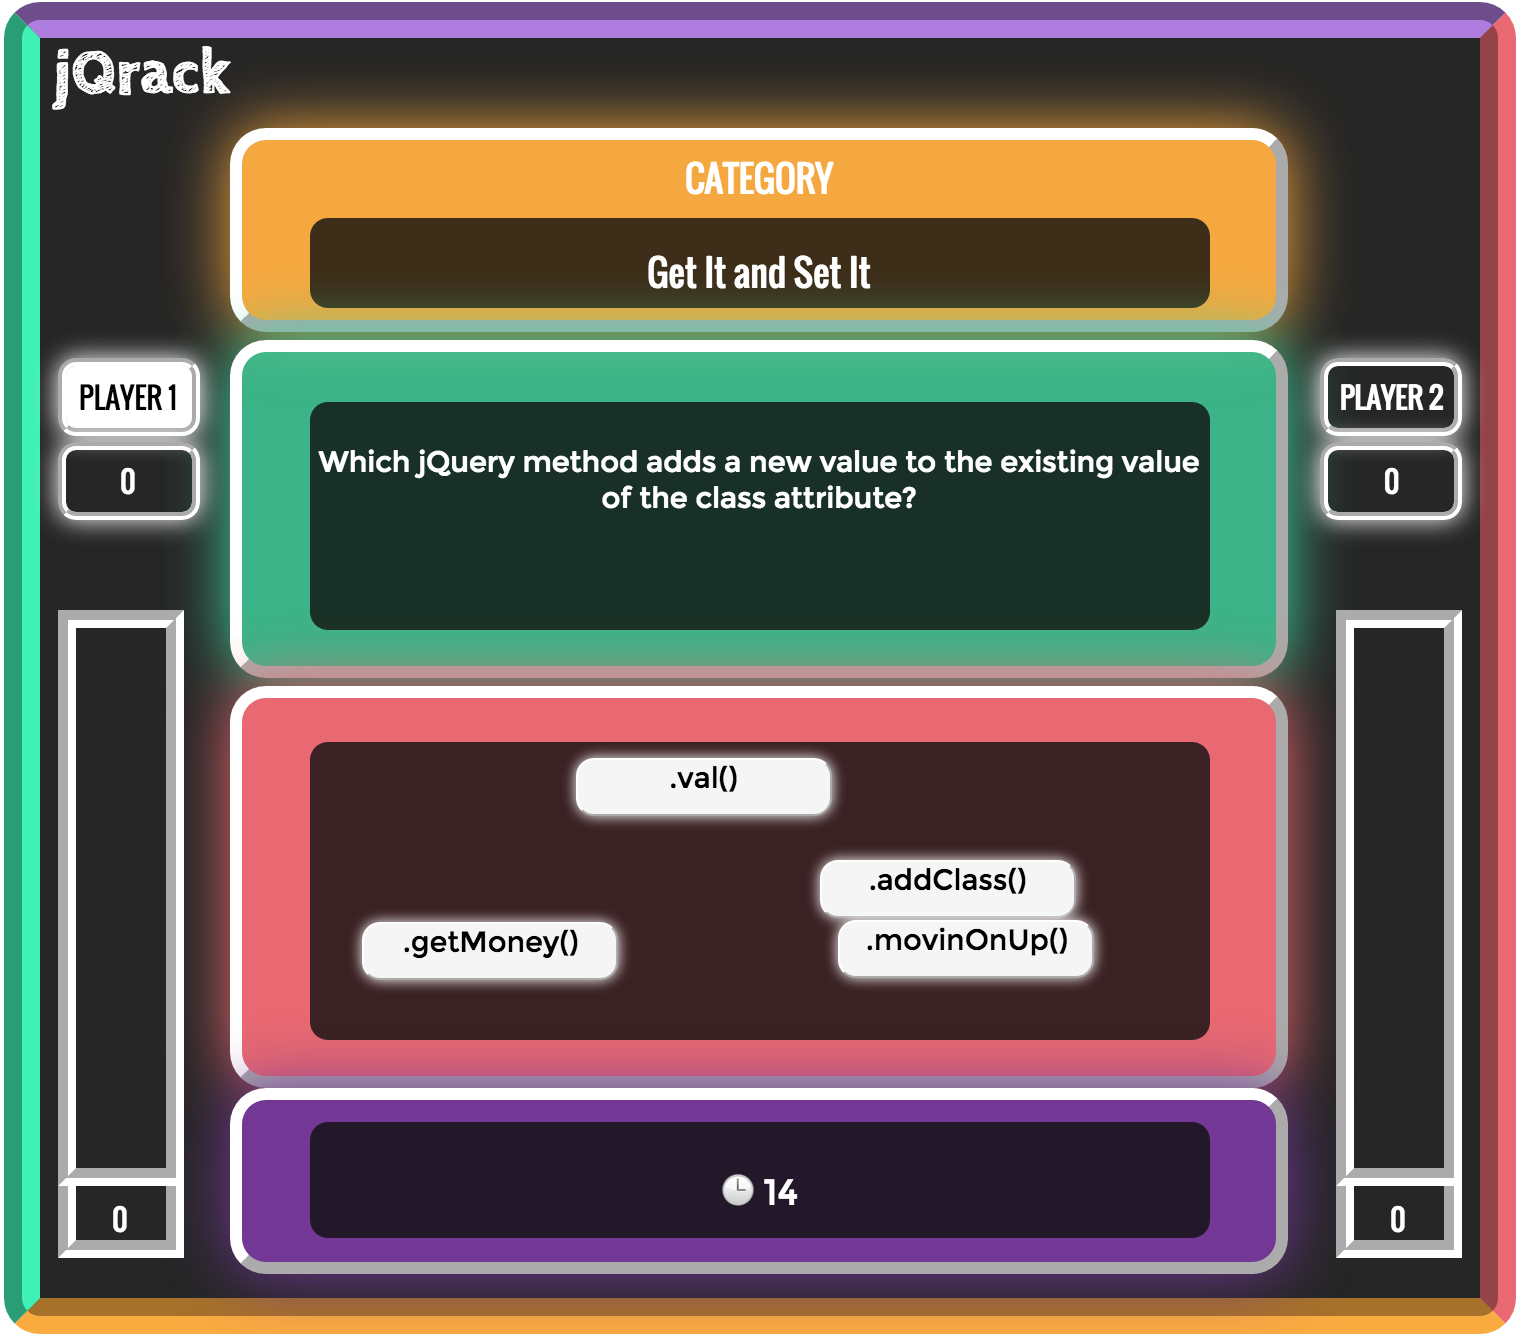 jQrack
CATEGORY
Get It and Set It
PLAYER 1
0
PLAYER 2
0
Which jQuery method adds a new value to the existing value
of the class attribute?
.val()
.addClass()
.getMoney()
.movinOnUp()
14
0
0